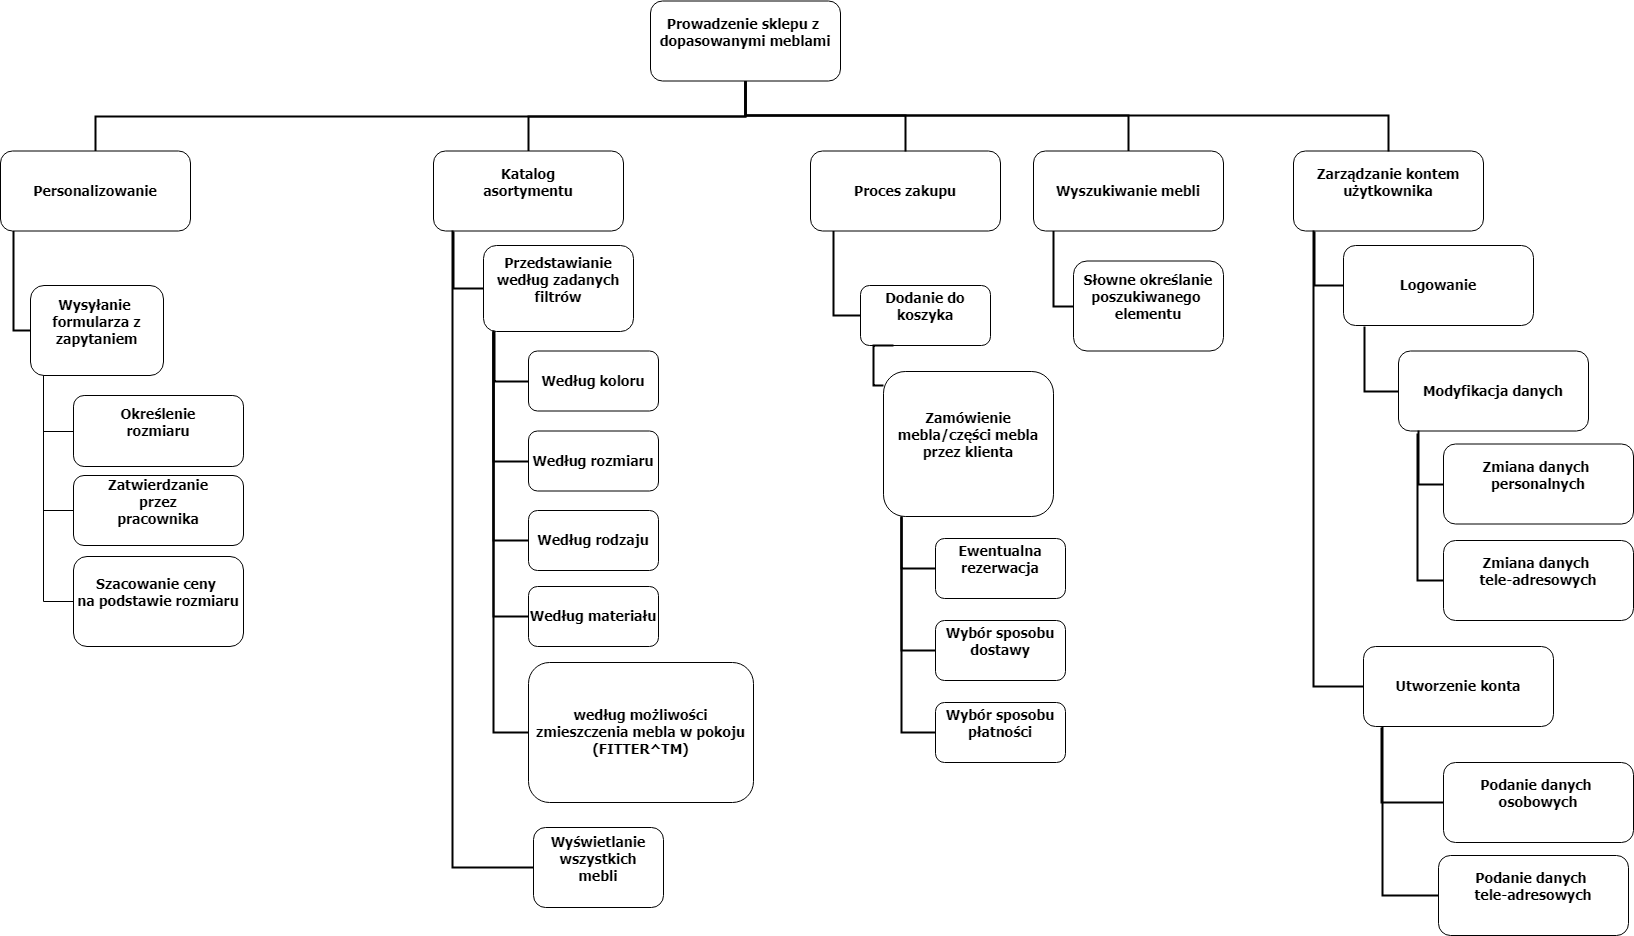 Prowadzenie sklepu z
dopasowanymi meblami
Personalizowanie
Wysyłanie
formularza z
zapytaniem
Określenie
rozmiaru
Zatwierdzanie
przez
pracownika
Szacowanie ceny
na podstawie rozmiaru
Katalog
asortymentu
Przedstawianie
według zadanych
filtrów
Według koloru
Według rozmiaru
Według rodzaju
Według materiału
według możliwości
zmieszczenia mebla w pokoju
(FITTER^TM)
Wyświetlanie
wszystkich
mebli
Proces zakupu
Dodanie do
koszyka
Zamówienie
mebla/części mebla
przez klienta
Ewentualna
rezerwacja
Wybór sposobu
dostawy
Wybór sposobu
płatności
Wyszukiwanie mebli
Słowne określanie
poszukiwanego
elementu
Zarządzanie kontem
użytkownika
Logowanie
Modyfikacja danych
Zmiana danych
personalnych
Zmiana danych
tele-adresowych
Utworzenie konta
Podanie danych
osobowych
Podanie danych
tele-adresowych